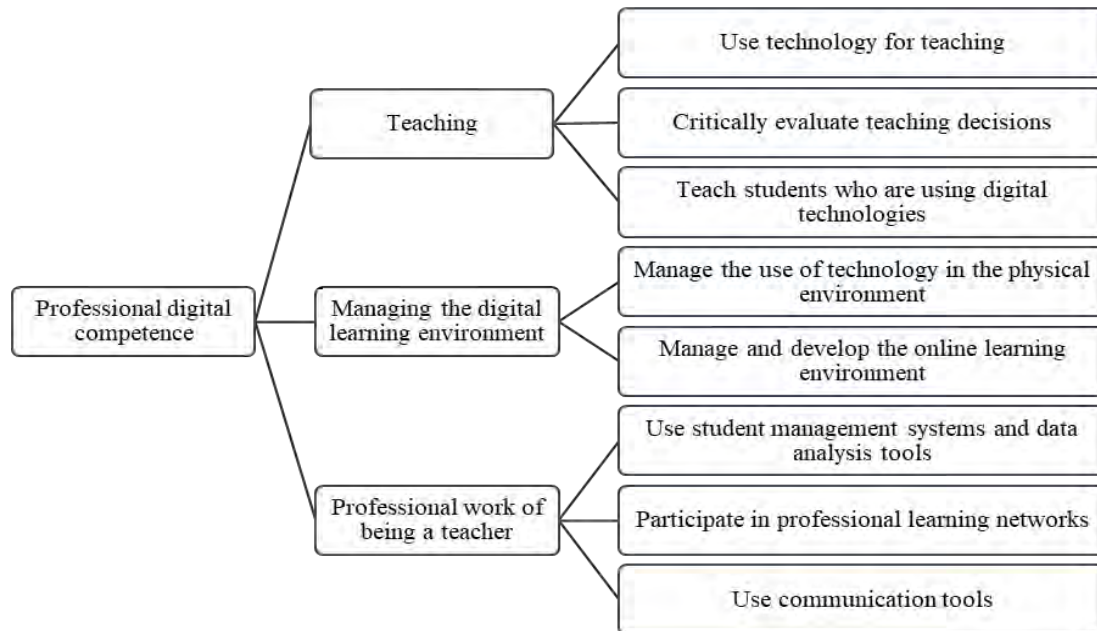 Use technology for teaching
Teaching
Critically evaluate teaching decisions
Teach students who are using digital
technologies
Professional digital
competence
Managing the digital
learning environment
Manage the use of technology in the physical
environment
Manage and develop the online learning
environment
Professional work of
being a teacher
Use student management systems and data
analysis tools
Participate in professional learning networks
Use communication tools